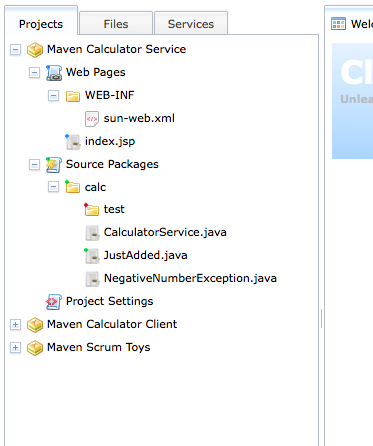 Projects
Files
Services
Maven Calculator Service
Web Pages
WEB-INF
sun-web.xml
index.jsp
Source Packages
calc
test
CalculatorService.java
JustAdded.java
NegativeNumberException.java
Project Settings
Maven Calculator Client
Maven Scrum Toys
Welc
Cl
Unlea